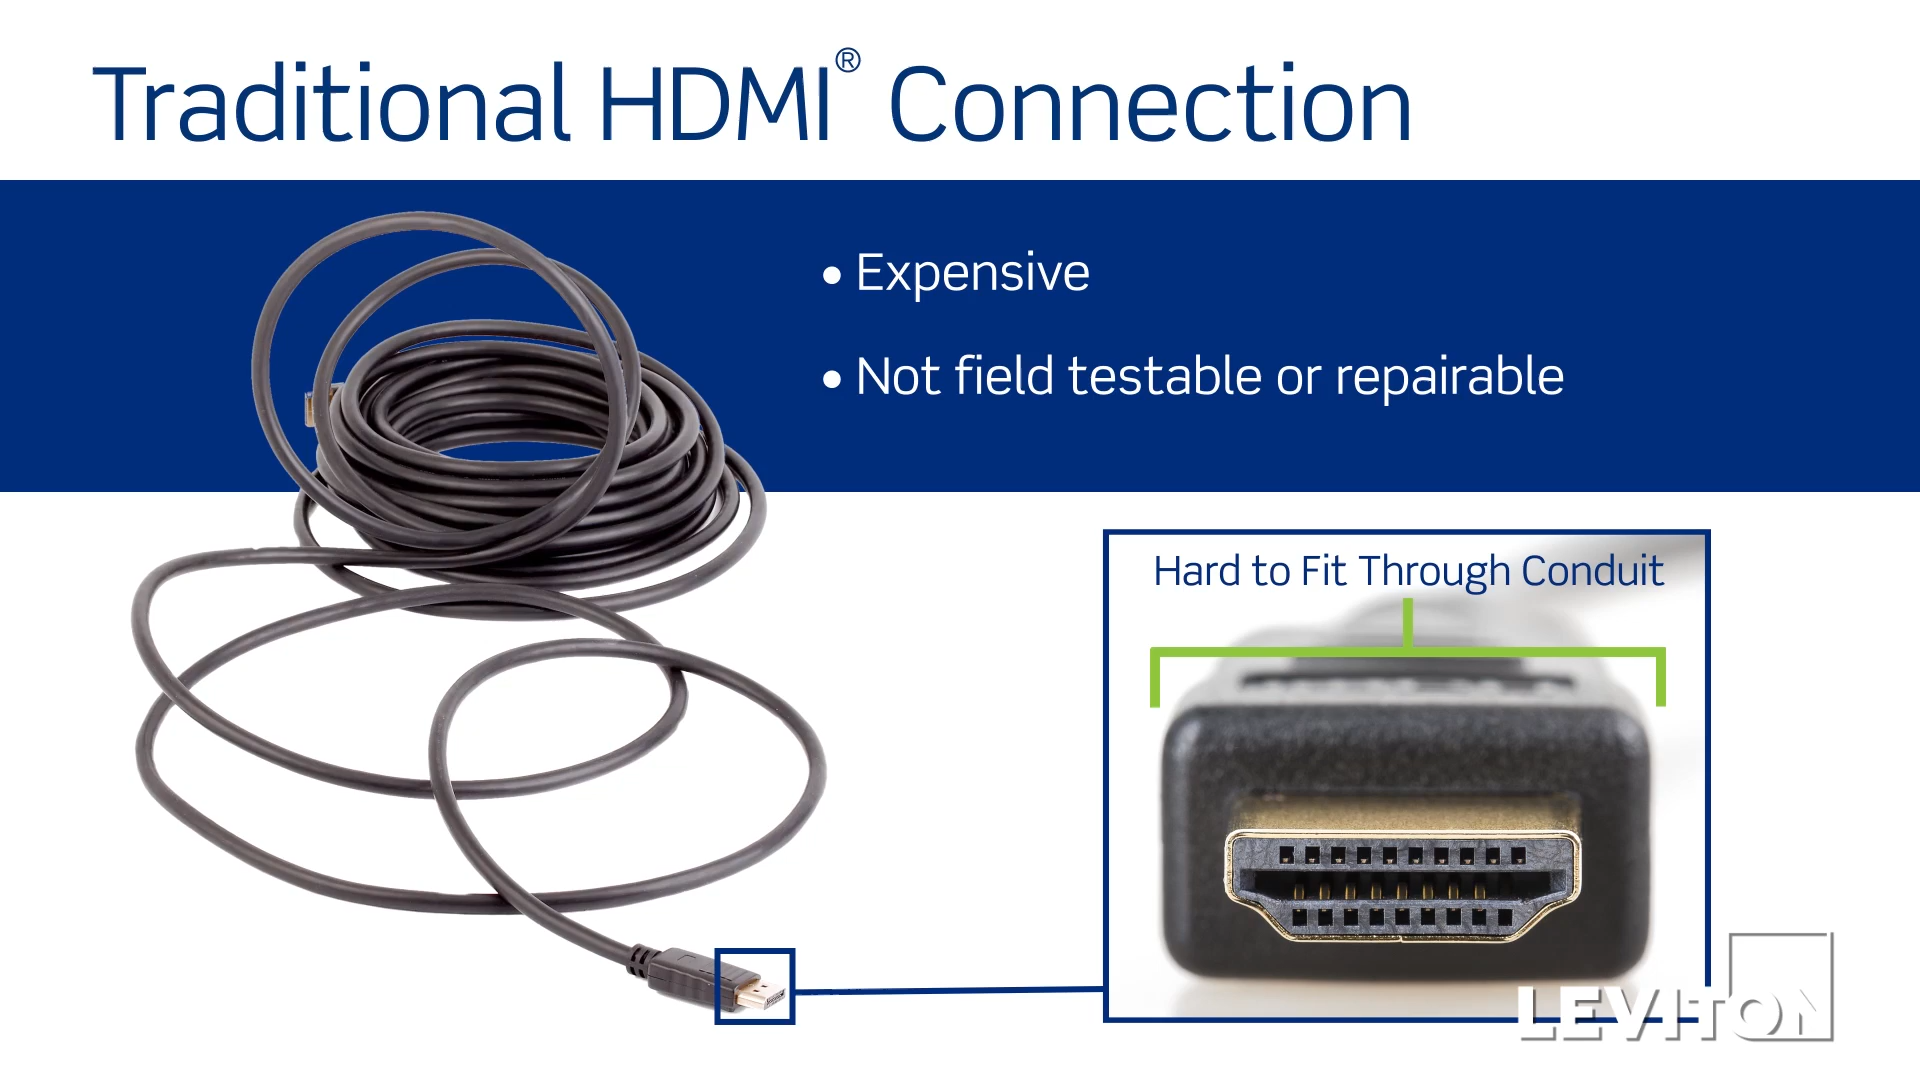 Traditional HDMI® Connection
• Expensive
• Not field testable or repairable
Hard to Fit Through Conduit
LEVITON